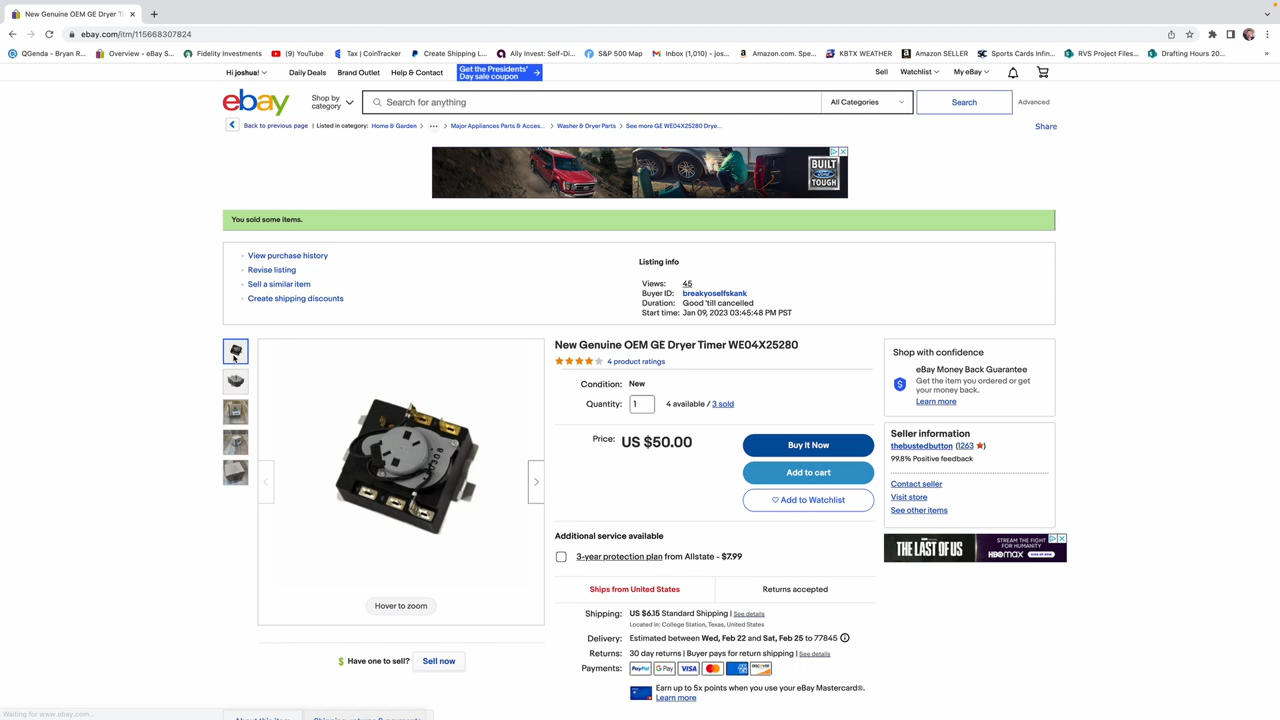 New Genuine OEM GE Dryer Ti
ebay.com/itm/115668307824
QGenda - Bryan R...
Overview - eBay S...
Fidelity Investments
(9) YouTube
Tax | CoinTracker
Create Shipping L...
Ally Invest: Self-Di...
S&P 500 Map
Inbox (1,010) - jos...
Amazon.com. Spe...
KBTX WEATHER
Amazon SELLER
Sports Cards Infin...
RVS Project Files...
Drafting Hours 20...
Hi joshua!
Daily Deals
Brand Outlet
Help & Contact
Get the Presidents' Day sale coupon
Sell
Watchlist
My eBay
ebay
Shop by category
Search for anything
All Categories
Search
Advanced
Back to previous page | Listed in category: Home & Garden > ... > Major Appliances Parts & Acces... > Washer & Dryer Parts > See more GE WE04X25280 Drye...
Share
BUILT Ford TOUGH
You sold some items.
View purchase history
Revise listing
Sell a similar item
Create shipping discounts
Listing info
Views: 45
Buyer ID: breakyoselfskank
Duration: Good 'till cancelled
Start time: Jan 09, 2023 03:45:48 PM PST
New Genuine OEM GE Dryer Timer WE04X25280
4 product ratings
Condition: New
Quantity: 1 4 available / 3 sold
Price: US $50.00
Buy It Now
Add to cart
Add to Watchlist
Additional service available
3-year protection plan from Allstate - $7.99
Ships from United States
Returns accepted
Shipping: US $6.15 Standard Shipping | See details
Located in: College Station, Texas, United States
Delivery: Estimated between Wed, Feb 22 and Sat, Feb 25 to 77845
Returns: 30 day returns | Buyer pays for return shipping | See details
Payments: PayPal G Pay VISA DISCOVER
Earn up to 5x points when you use your eBay Mastercard®.
Learn more
Hover to zoom
Have one to sell? Sell now
Shop with confidence
eBay Money Back Guarantee
Get the item you ordered or get
your money back.
Learn more
Seller information
thebustedbutton (1263)
99.8% Positive feedback
Contact seller
Visit store
See other items
THE LAST OF US
STREAM THE FIGHT
FOR HUMANITY
HBOMAX
Waiting for www.ebay.com...